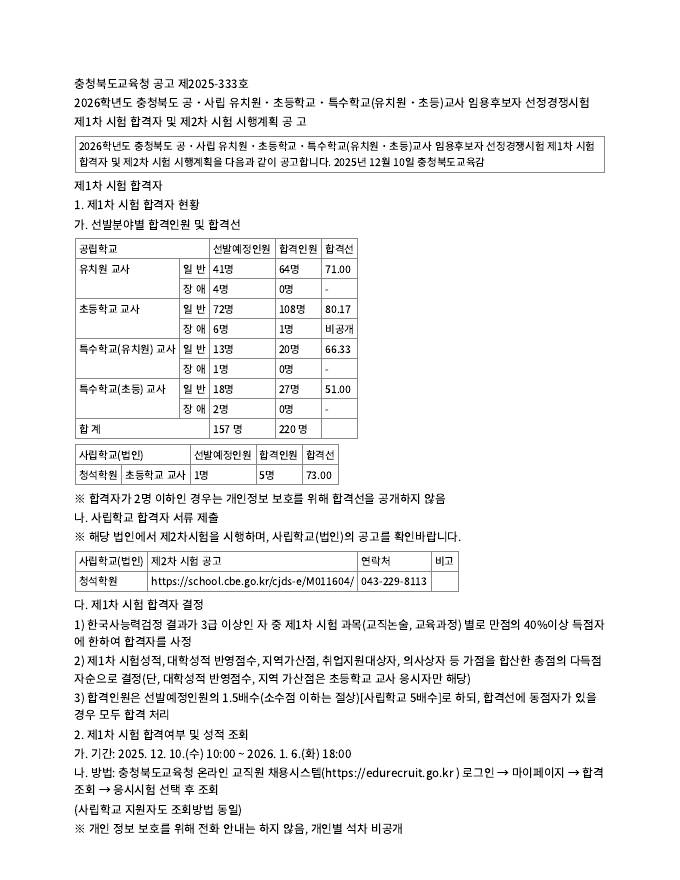 충청북도교육청 공고 제2025-333호
2026학년도 충청북도 공・사립 유치원・초등학교・특수학교(유치원・초등)교사 임용후보자 선정경쟁시험
제1차 시험 합격자 및 제2차 시험 시행계획 공 고
2026학년도 충청북도 공・사립 유치원・초등학교・특수학교(유치원・초등)교사 임용후보자 선정경쟁시험 제1차 시험
합격자 및 제2차 시험 시행계획을 다음과 같이 공고합니다. 2025년 12월 10일 충청북도교육감
제1차 시험 합격자
1. 제1차 시험 합격자 현황
가. 선발분야별 합격인원 및 합격선
공립학교 선발예정인원 합격인원 합격선
유치원 교사 일 반 41명 64명 71.00
장 애 4명 0명 -
초등학교 교사 일 반 72명 108명 80.17
장 애 6명 1명 비공개
특수학교(유치원) 교사 일 반 13명 20명 66.33
장 애 1명 0명 -
특수학교(초등) 교사 일 반 18명 27명 51.00
장 애 2명 0명 -
합 계 157 명 220 명
사립학교(법인) 선발예정인원 합격인원 합격선
청석학원 초등학교 교사 1명 5명 73.00
※ 합격자가 2명 이하인 경우는 개인정보 보호를 위해 합격선을 공개하지 않음
나. 사립학교 합격자 서류 제출
※ 해당 법인에서 제2차시험을 시행하며, 사립학교(법인)의 공고를 확인바랍니다.
사립학교(법인) 제2차 시험 공고 연락처 비고
청석학원 https://school.cbe.go.kr/cjds-e/M011604/ 043-229-8113
다. 제1차 시험 합격자 결정
1) 한국사능력검정 결과가 3급 이상인 자 중 제1차 시험 과목(교직논술, 교육과정) 별로 만점의 40%이상 득점자
에 한하여 합격자를 사정
2) 제1차 시험성적, 대학성적 반영점수, 지역가산점, 취업지원대상자, 의사상자 등 가점을 합산한 총점의 다득점
자순으로 결정(단, 대학성적 반영점수, 지역 가산점은 초등학교 교사 응시자만 해당)
3) 합격인원은 선발예정인원의 1.5배수(소수점 이하는 절상)[사립학교 5배수]로 하되, 합격선에 동점자가 있을
경우 모두 합격 처리
2. 제1차 시험 합격여부 및 성적 조회
가. 기간: 2025. 12. 10.(수) 10:00 ~ 2026. 1. 6.(화) 18:00
나. 방법: 충청북도교육청 온라인 교직원 채용시스템(https://edurecruit.go.kr ) 로그인 → 마이페이지 → 합격
조회 → 응시시험 선택 후 조회
(사립학교 지원자도 조회방법 동일)
※ 개인 정보 보호를 위해 전화 안내는 하지 않음, 개인별 석차 비공개